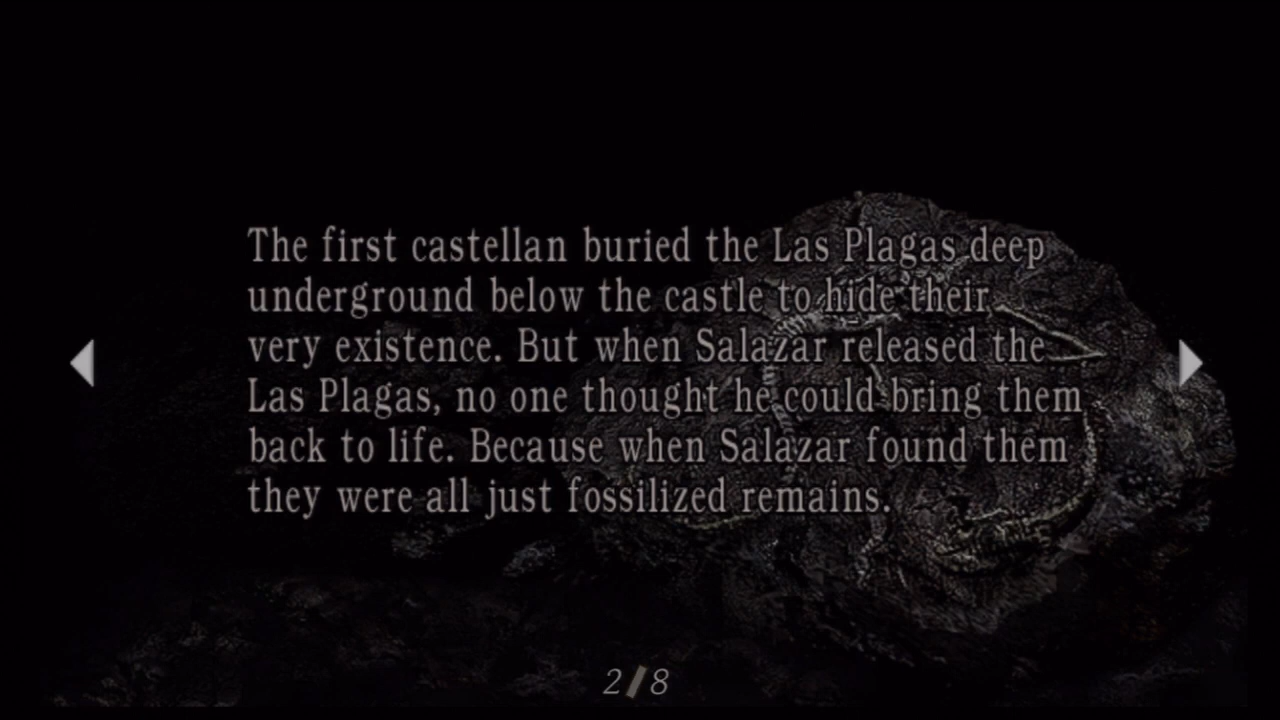 The first castellan buried the Las Plagas deep
underground below the castle to hide their
very existence. But when Salazar released the
Las Plagas, no one thought he could bring them
back to life. Because when Salazar found them
they were all just fossilized remains.
2/8